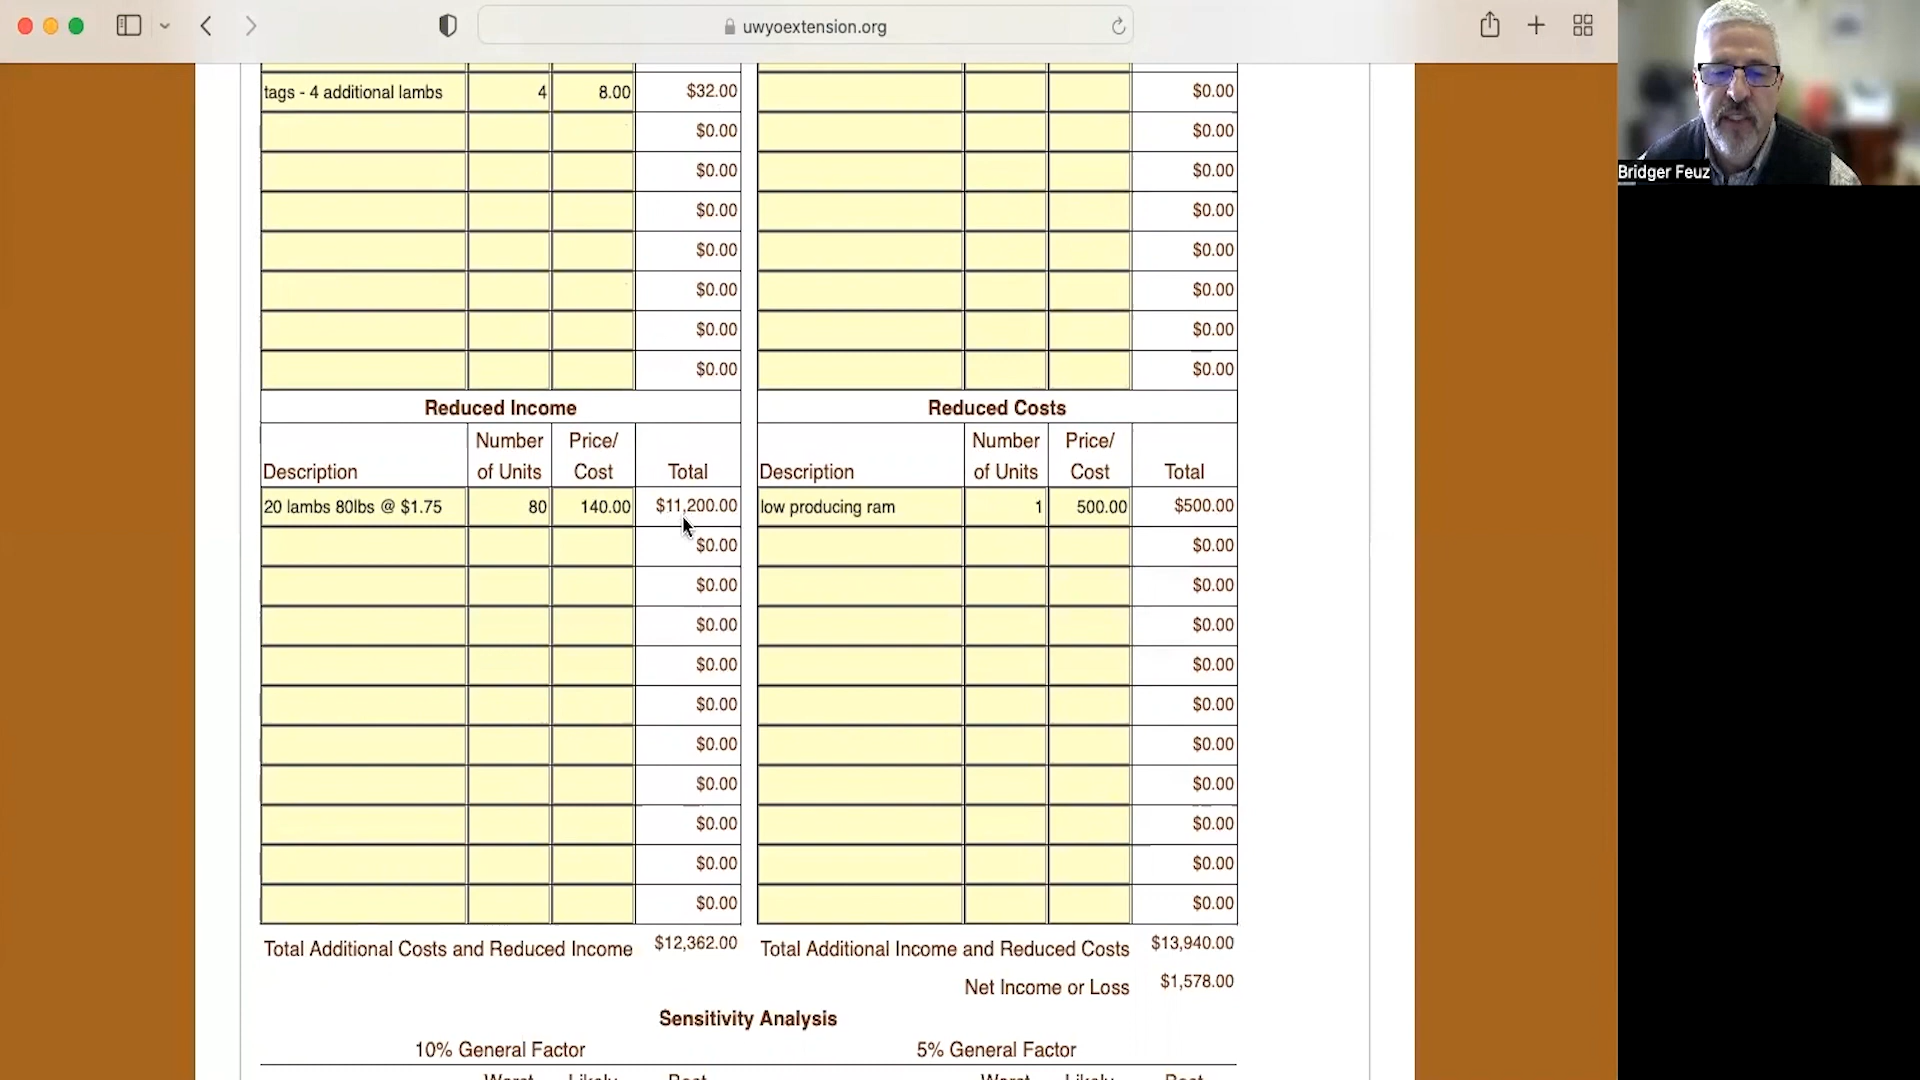 uwyoextension.org
Bridger Feuz
tags - 4 additional lambs 4 8.00 $32.00 $0.00
$0.00 $0.00
$0.00 $0.00
$0.00 $0.00
$0.00 $0.00
$0.00 $0.00
$0.00 $0.00
$0.00 $0.00
Reduced Income Reduced Costs
Number Price/ Number Price/
Description of Units Cost Total Description of Units Cost Total
20 lambs 80lbs @ $1.75 80 140.00 $11,200.00 low producing ram 1 500.00 $500.00
$0.00 $0.00
$0.00 $0.00
$0.00 $0.00
$0.00 $0.00
$0.00 $0.00
$0.00 $0.00
$0.00 $0.00
$0.00 $0.00
$0.00 $0.00
$0.00 $0.00
Total Additional Costs and Reduced Income $12,362.00 Total Additional Income and Reduced Costs $13,940.00
Net Income or Loss $1,578.00
Sensitivity Analysis
10% General Factor 5% General Factor